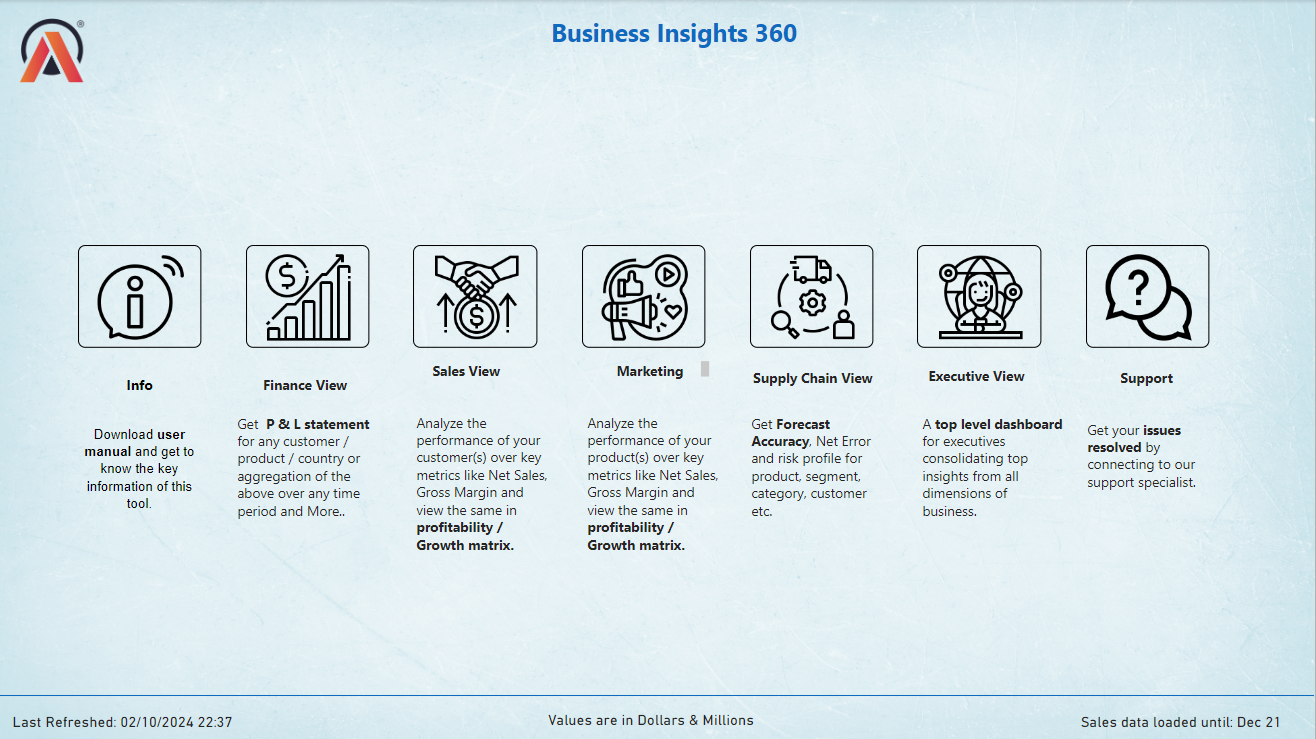 ®
Business Insights 360
$
$
?
Info
Download user
manual and get to
know the key
information of this
tool.
Finance View
Get P & L statement
for any customer /
product / country or
aggregation of the
above over any time
period and More..
Sales View
Analyze the
performance of your
customer(s) over key
metrics like Net Sales,
Gross Margin and
view the same in
profitability /
Growth matrix.
Marketing
Analyze the
performance of your
product(s) over key
metrics like Net Sales,
Gross Margin and
view the same in
profitability /
Growth matrix.
Supply Chain View
Get Forecast
Accuracy, Net Error
and risk profile for
product, segment,
category, customer
etc.
Executive View
A top level dashboard
for executives
consolidating top
insights from all
dimensions of
business.
Support
Get your issues
resolved by
connecting to our
support specialist.
Last Refreshed: 02/10/2024 22:37
Values are in Dollars & Millions
Sales data loaded until: Dec 21